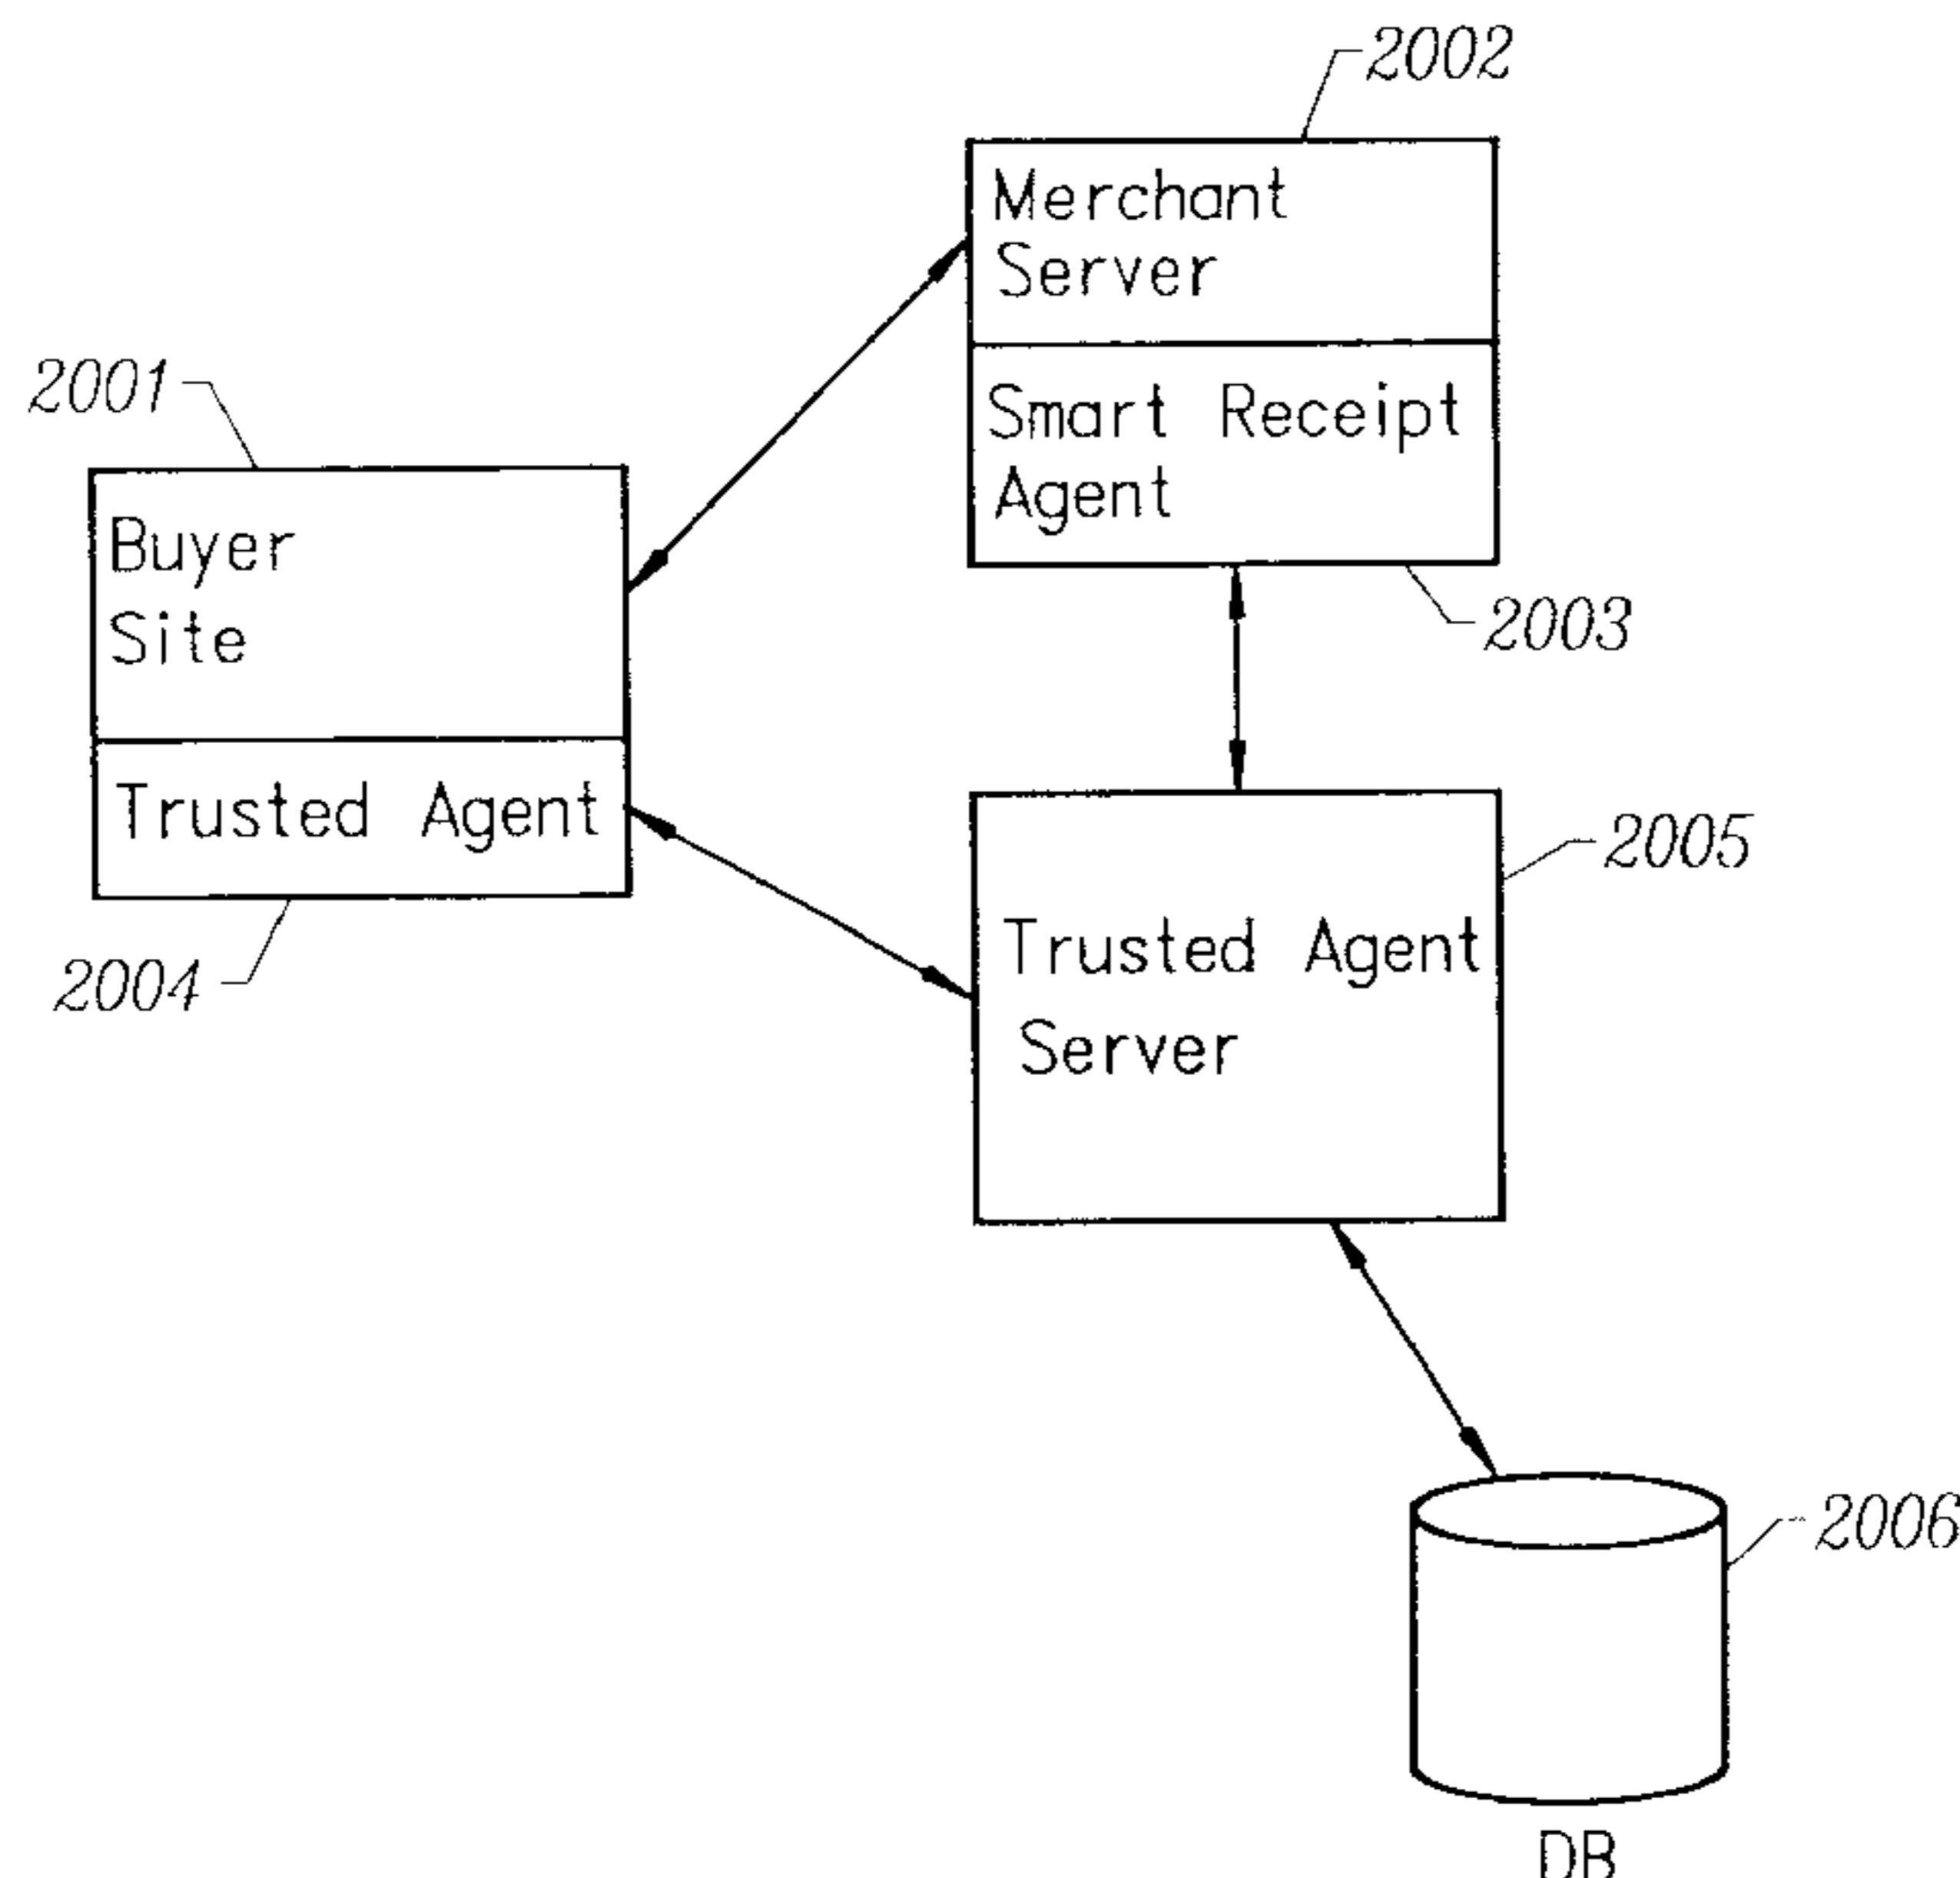 2002
Merchant
Server
2001
Smart Receipt
Agent
Buyer
Site
2003
Trusted Agent
2005
Trusted Agent
Server
2004
2006
DB